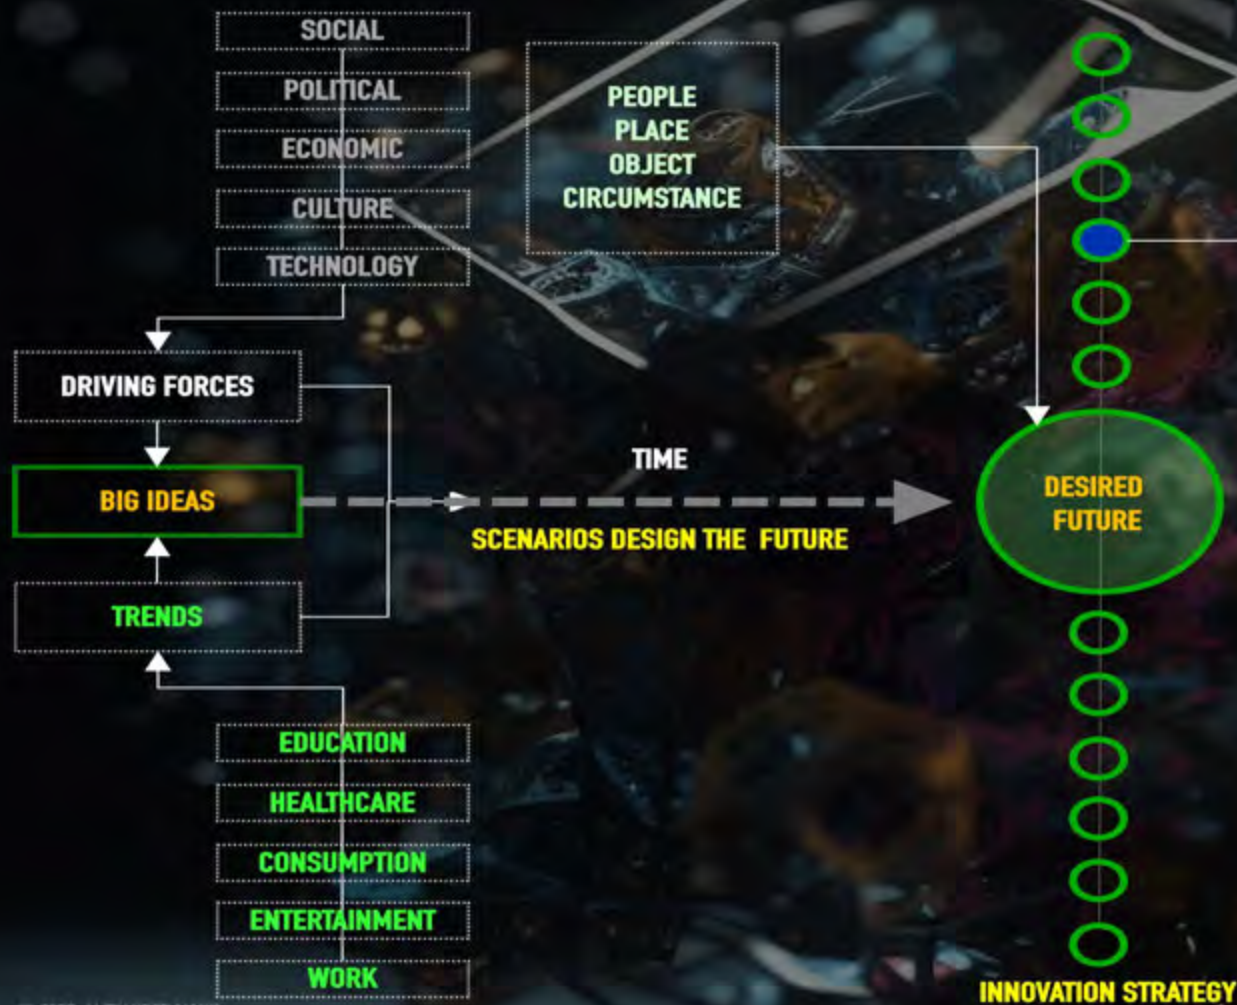 SOCIAL
POLITICAL
ECONOMIC
CULTURE
TECHNOLOGY
PEOPLE
PLACE
OBJECT
CIRCUMSTANCE
DRIVING FORCES
BIG IDEAS
TRENDS
TIME
SCENARIOS DESIGN THE FUTURE
DESIRED
FUTURE
EDUCATION
HEALTHCARE
CONSUMPTION
ENTERTAINMENT
WORK
INNOVATION STRATEGY